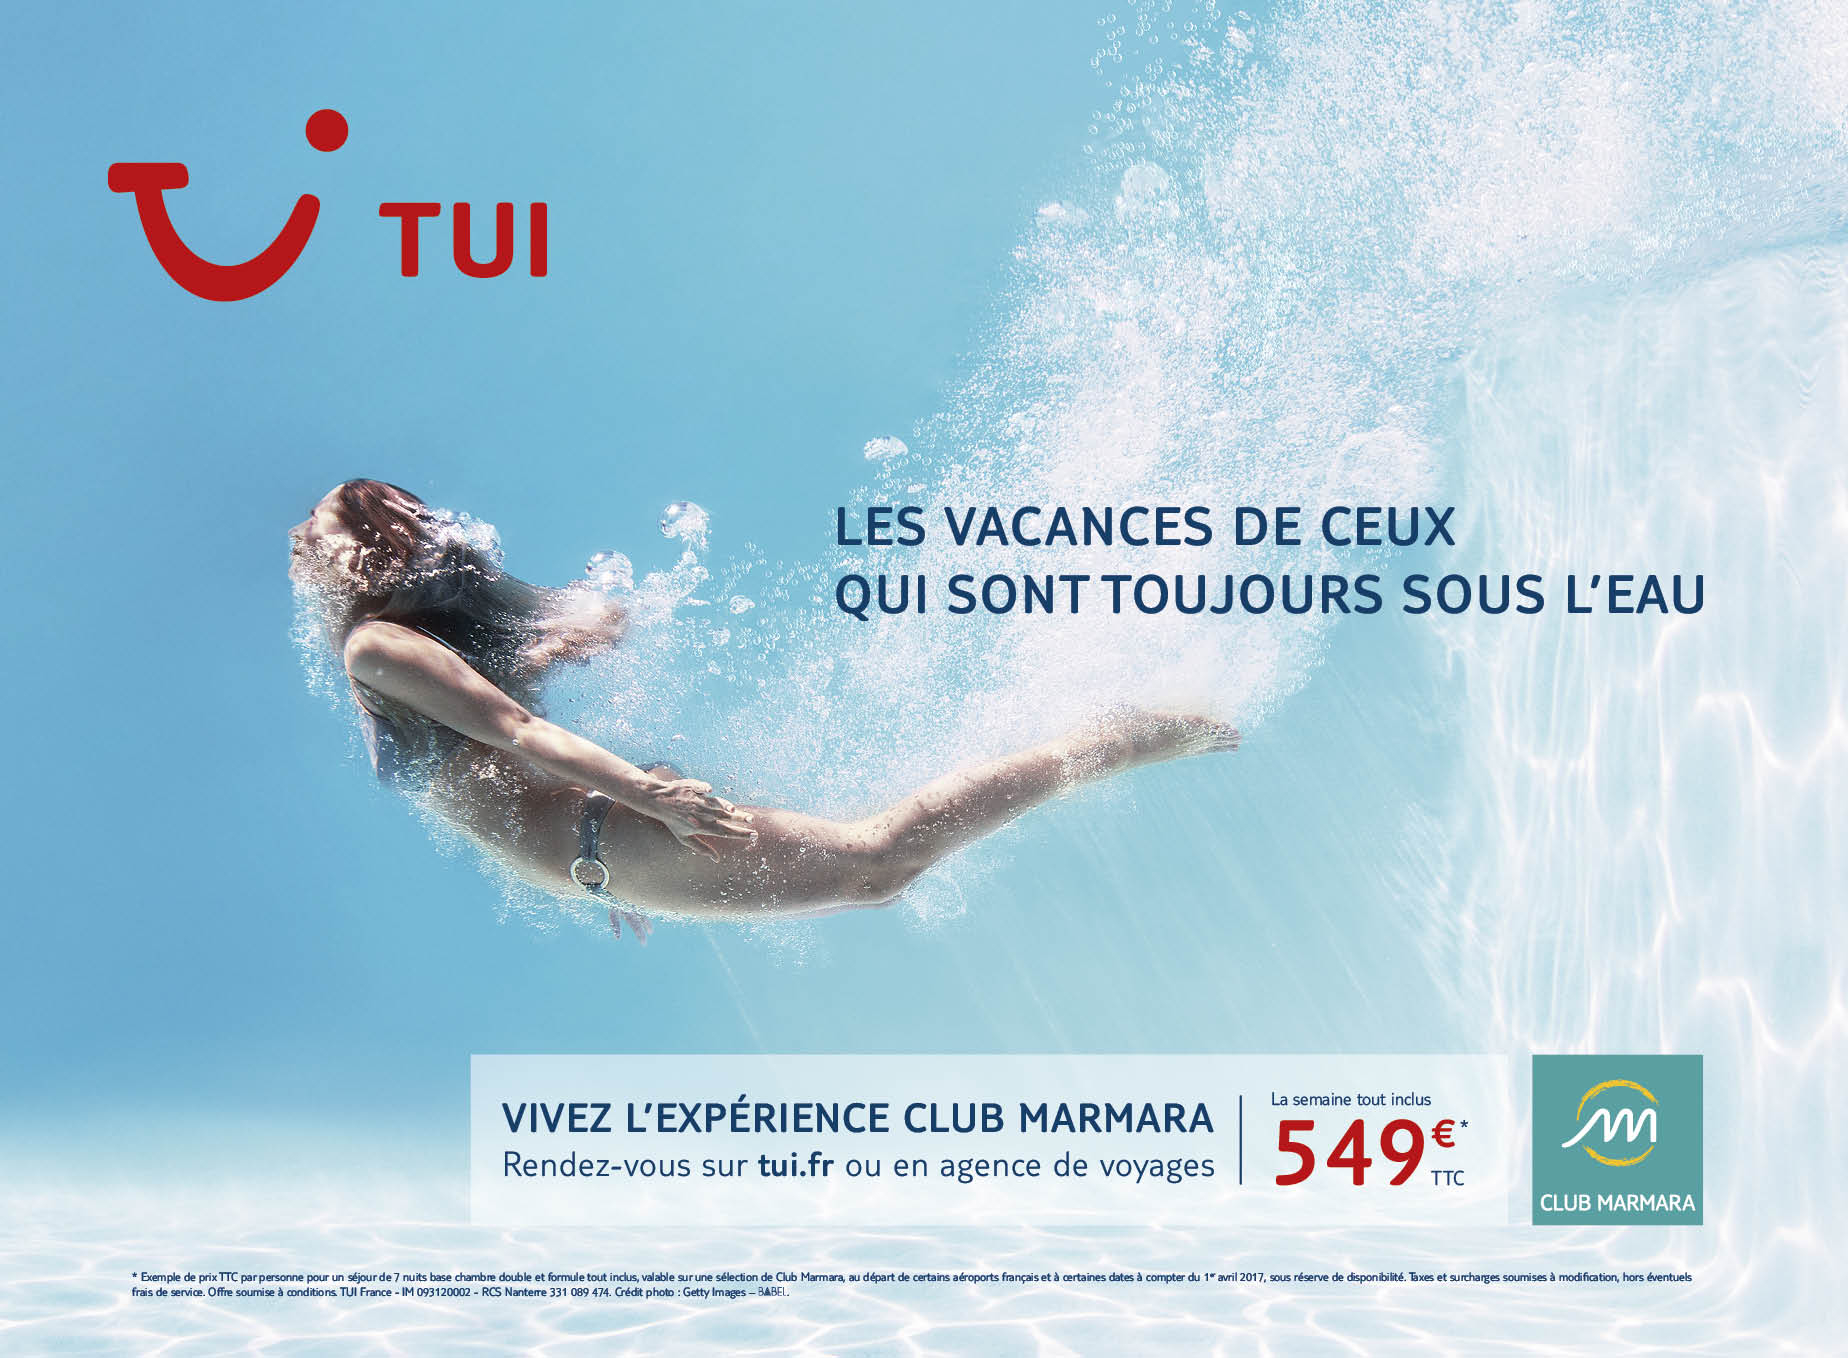 TUI
LES VACANCES DE CEUX
QUI SONT TOUJOURS SOUS L'EAU
VIVEZ L'EXPÉRIENCE CLUB MARMARA
Rendez-vous sur tui.fr ou en agence de voyages
La semaine tout inclus
549€*
TTC
CLUB MARMARA
* Exemple de prix TTC par personne pour un séjour de 7 nuits base chambre double et formule tout inclus, valable sur une sélection de Club Marmara, au départ de certains aéroports français et à certaines dates à compter du 1er avril 2017, sous réserve de disponibilité. Taxes et surcharges soumises à modification, hors éventuels
frais de service. Offre soumise à conditions. TUI France - IM 093120002 - RCS Nanterre 331 089 474. Crédit photo : Getty Images – BABEL.